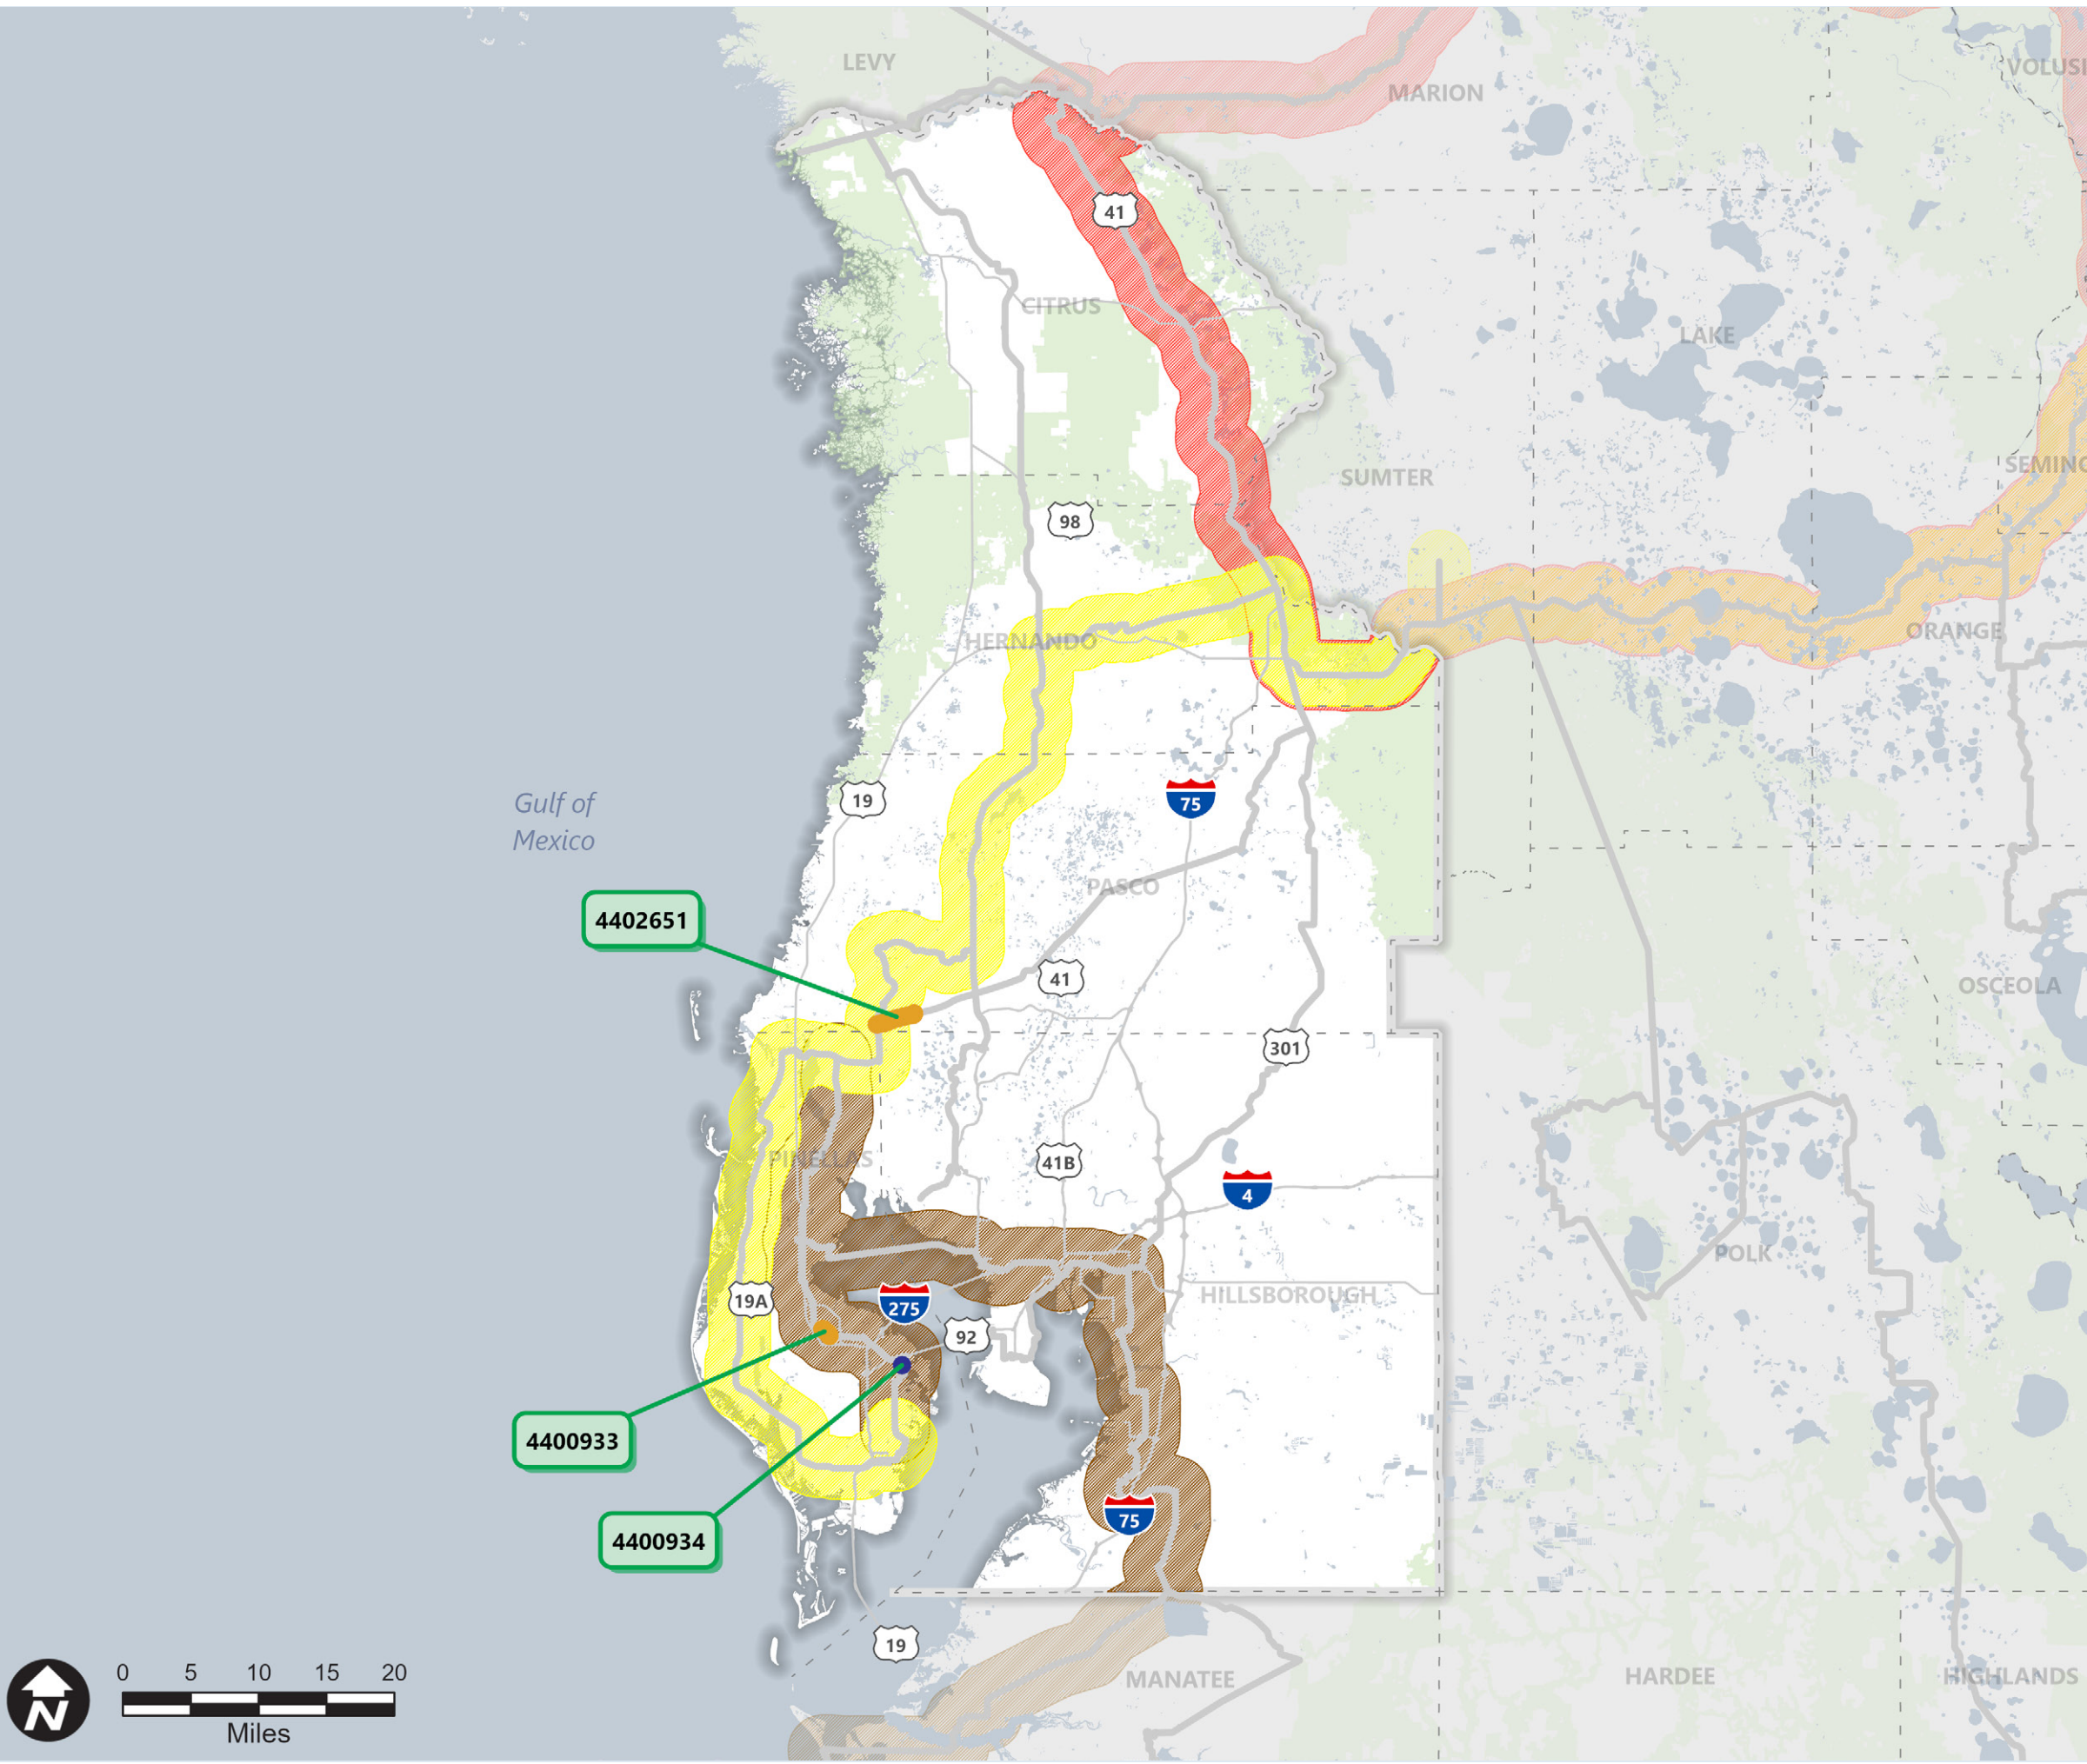 LEVY
MARION
VOLUSI
41
CITRUS
LAKE
SUMTER
SEMINO
98
HERNANDO
ORANGE
Gulf of
Mexico
19
75
PASCO
4402651
41
OSCEOLA
301
PINELLAS
41B
4
POLK
19A
275
HILLSBOROUGH
92
4400933
75
4400934
19
MANATEE
HARDEE
HIGHLANDS
N
0 5 10 15 20
Miles